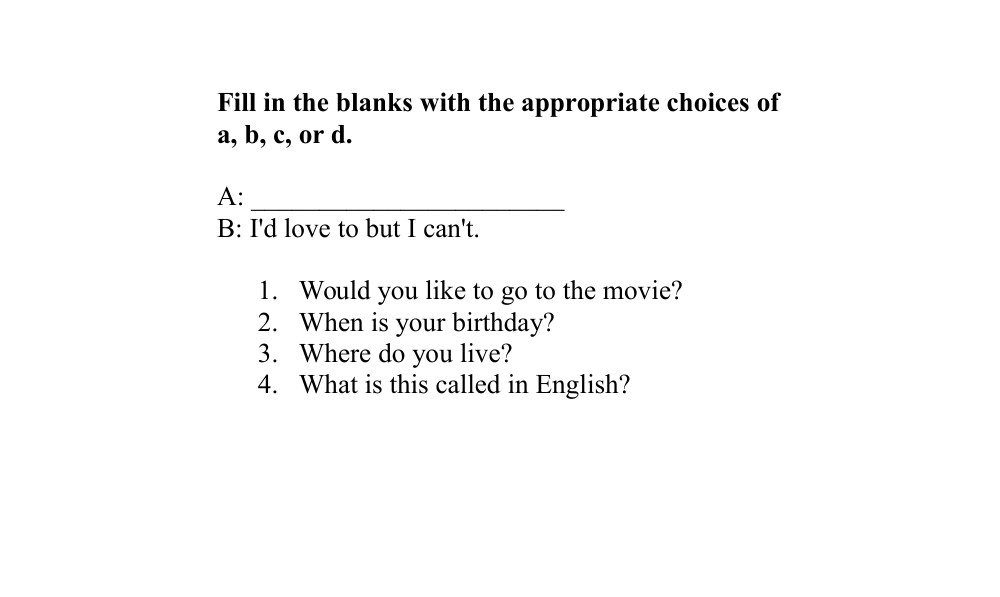 Fill in the blanks with the appropriate choices of
a, b, c, or d.
A: ______________________
B: I'd love to but I can't.
1. Would you like to go to the movie?
2. When is your birthday?
3. Where do you live?
4. What is this called in English?